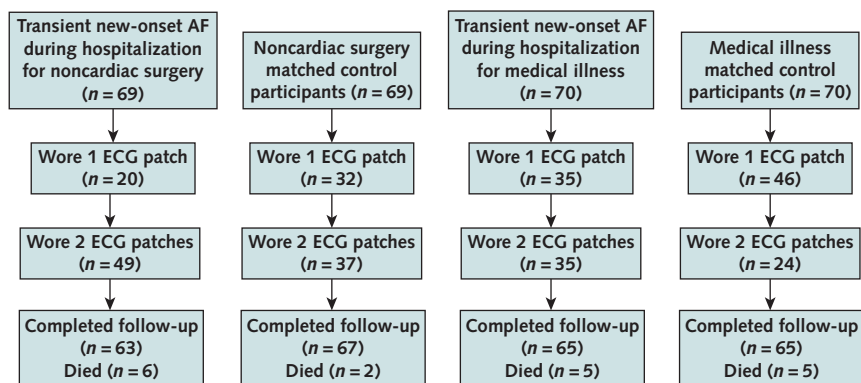 Transient new-onset AF
during hospitalization
for noncardiac surgery
(n = 69)
Wore 1 ECG patch
(n = 20)
Wore 2 ECG patches
(n = 49)
Completed follow-up
(n = 63)
Died (n = 6)
Noncardiac surgery
matched control
participants (n = 69)
Wore 1 ECG patch
(n = 32)
Wore 2 ECG patches
(n = 37)
Completed follow-up
(n = 67)
Died (n = 2)
Transient new-onset AF
during hospitalization
for medical illness
(n = 70)
Wore 1 ECG patch
(n = 35)
Wore 2 ECG patches
(n = 35)
Completed follow-up
(n = 65)
Died (n = 5)
Medical illness
matched control
participants (n = 70)
Wore 1 ECG patch
(n = 46)
Wore 2 ECG patches
(n = 24)
Completed follow-up
(n = 65)
Died (n = 5)